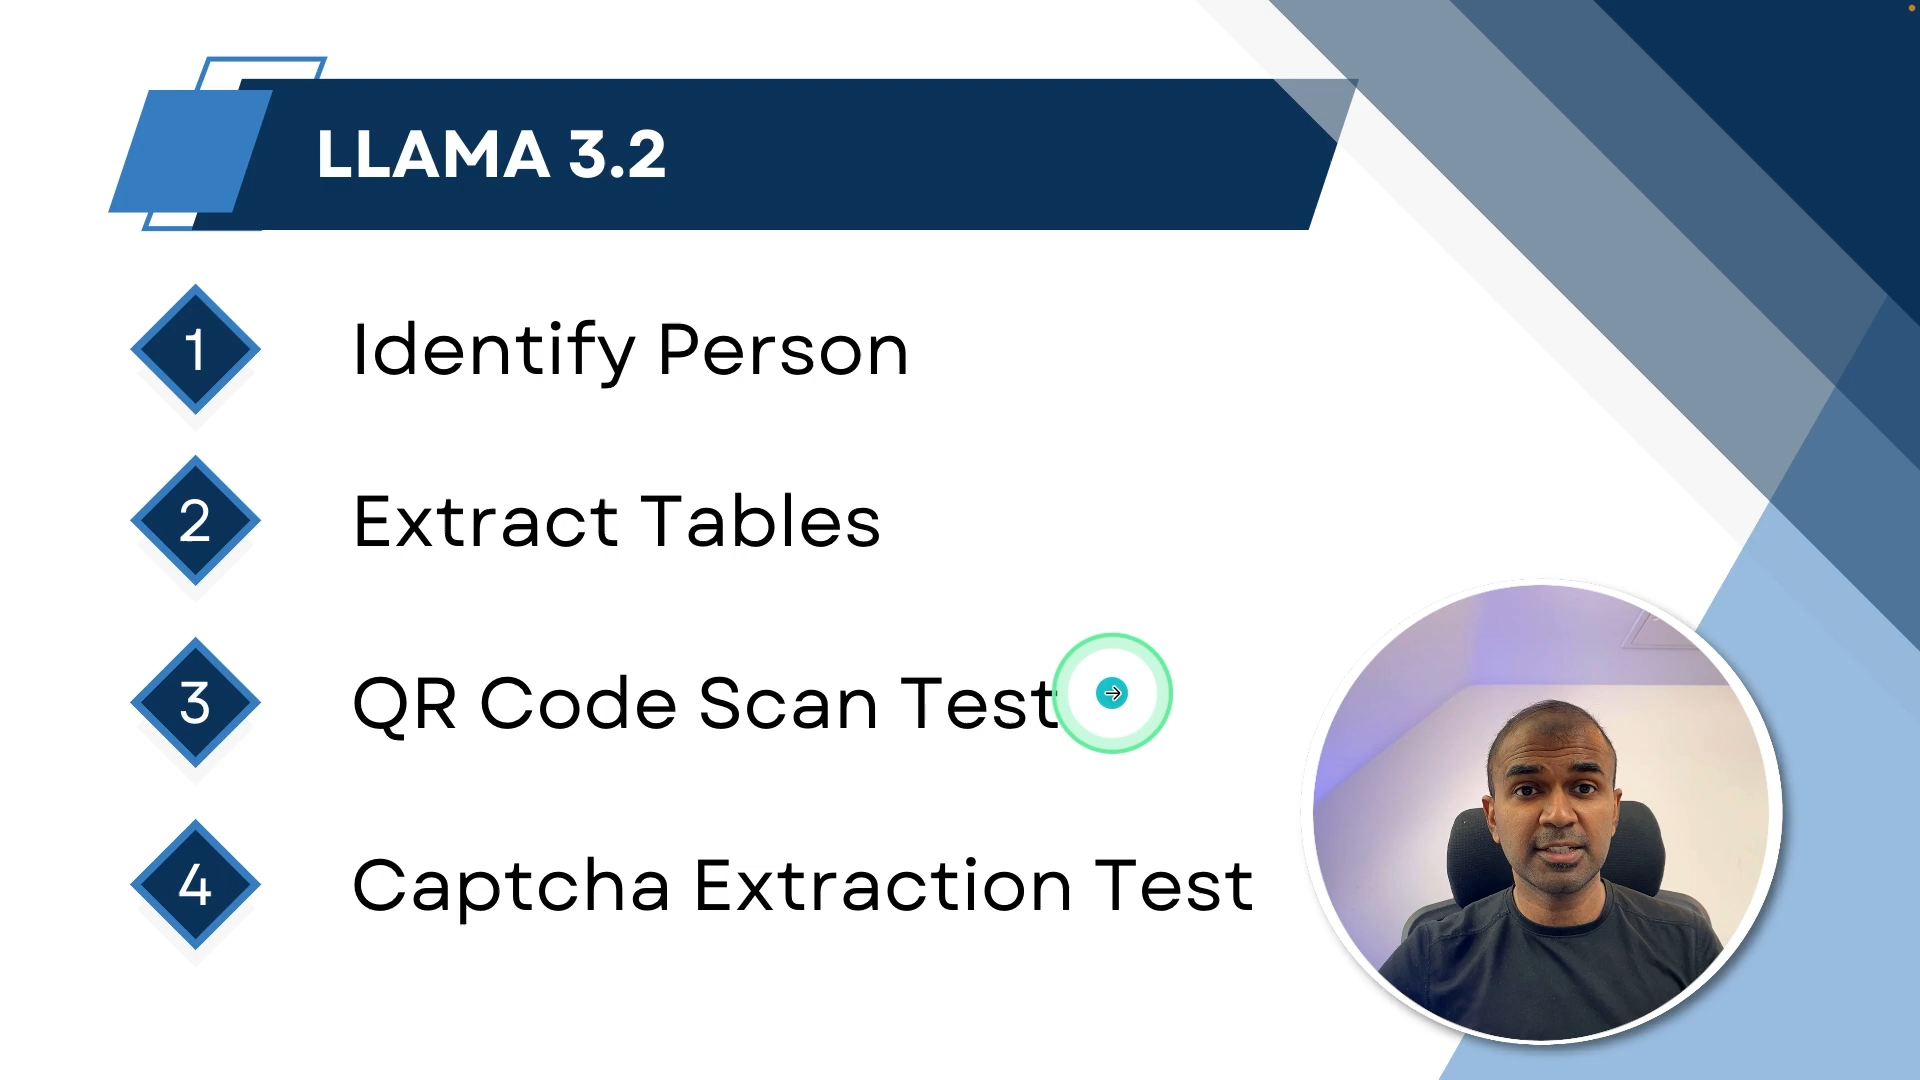 LLAMA 3.2
1 Identify Person
2 Extract Tables
3 QR Code Scan Test
4 Captcha Extraction Test